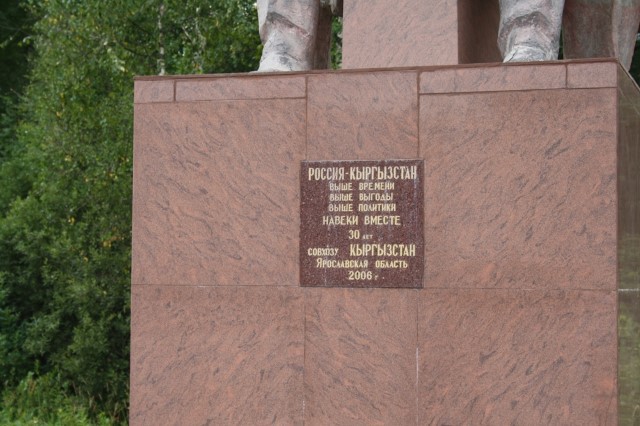 РОССИЯ-КЫРГЫЗСТАН
ВЫШЕ ВРЕМЕНИ
ВЫШЕ ВЫГОДЫ
ВЫШЕ ПОЛИТИКИ
НАВЕКИ ВМЕСТЕ
30 ЛЕТ
СОВХОЗУ КЫРГЫЗСТАН
ЯРОСЛАВСКАЯ ОБЛАСТЬ
2006 г